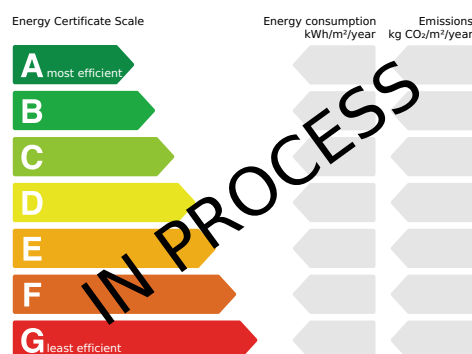 Energy Certificate Scale
Energy consumption
kWh/m²/year
Emissions
kg CO₂/m²/year
A most efficient
B
C
D
E
F
G least efficient
IN PROCESS